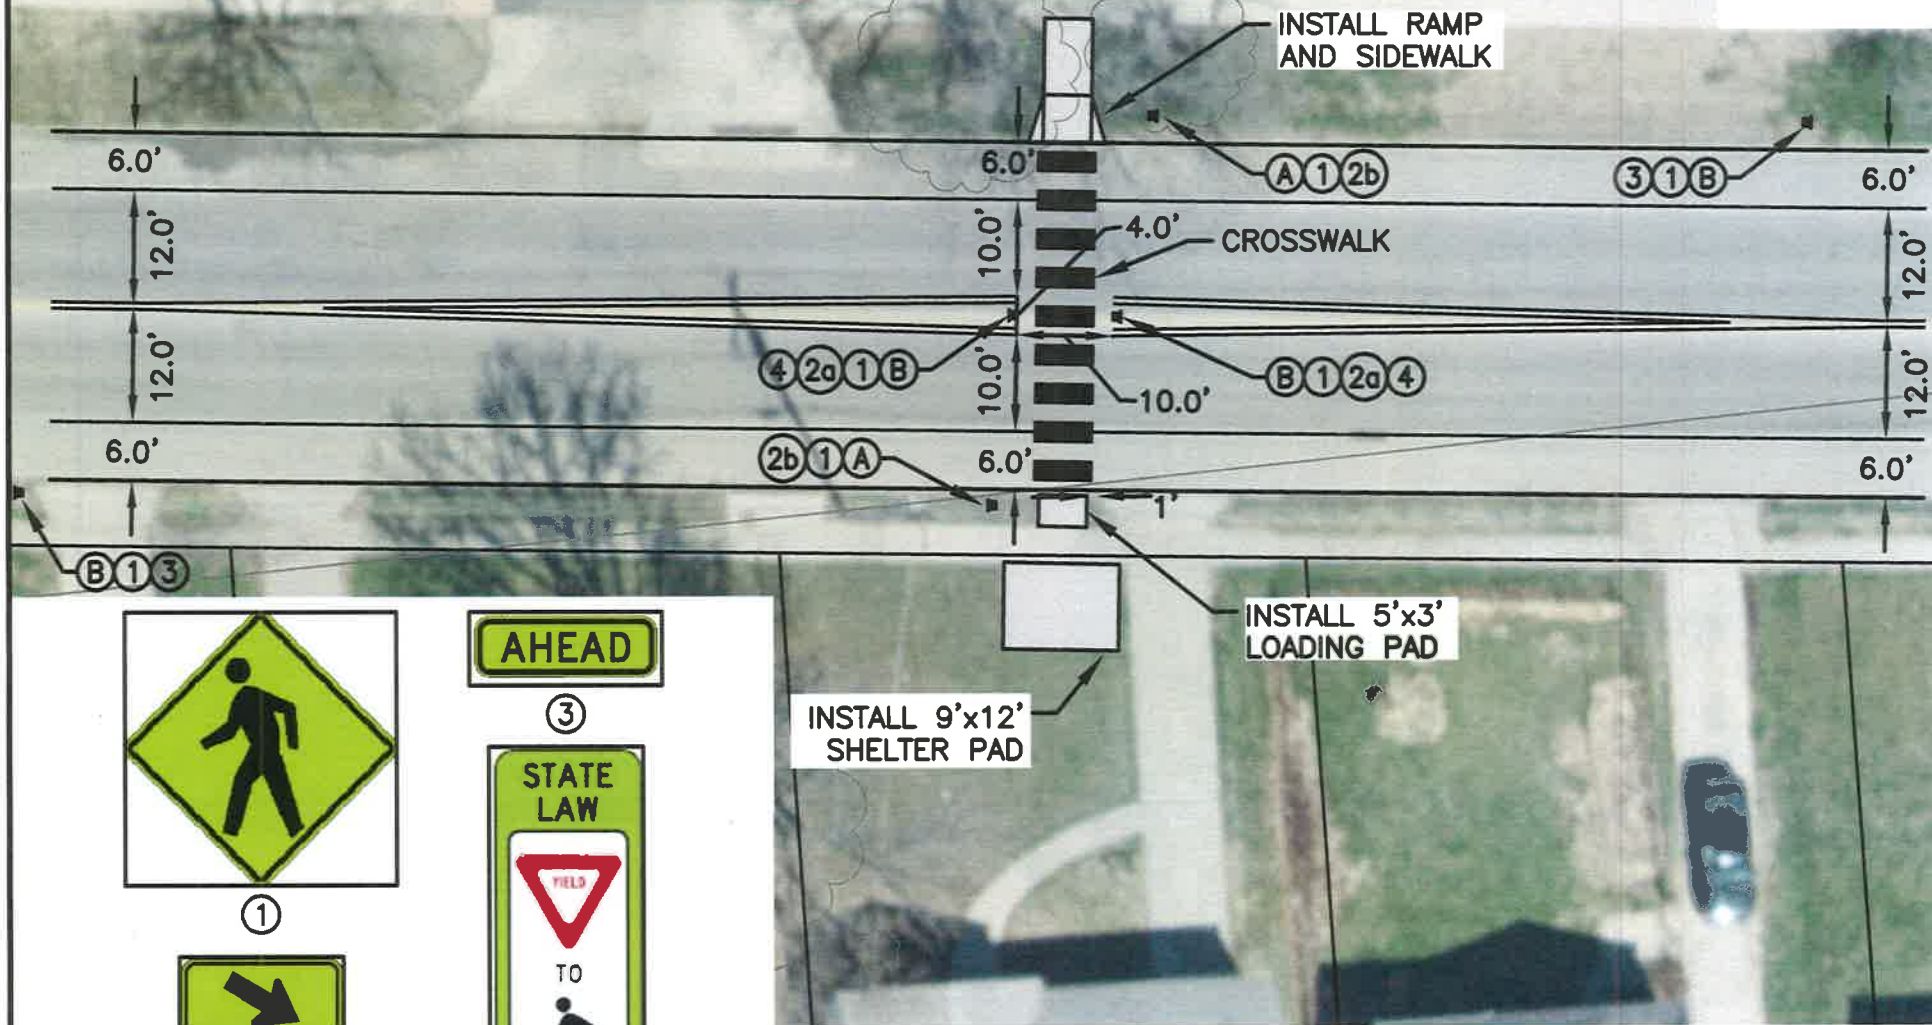 INSTALL RAMP
AND SIDEWALK
6.0'
6.0'
A 1 2b
3 1 B
6.0'
12.0'
10.0'
4.0'
CROSSWALK
12.0'
12.0'
4 2a 1 B
10.0'
B 1 2a 4
10.0'
12.0'
6.0'
2b 1 A
6.0'
6.0'
1'
B 1 3
INSTALL 5'x3'
LOADING PAD
INSTALL 9'x12'
SHELTER PAD
AHEAD
3
STATE
LAW
YIELD
TO
1